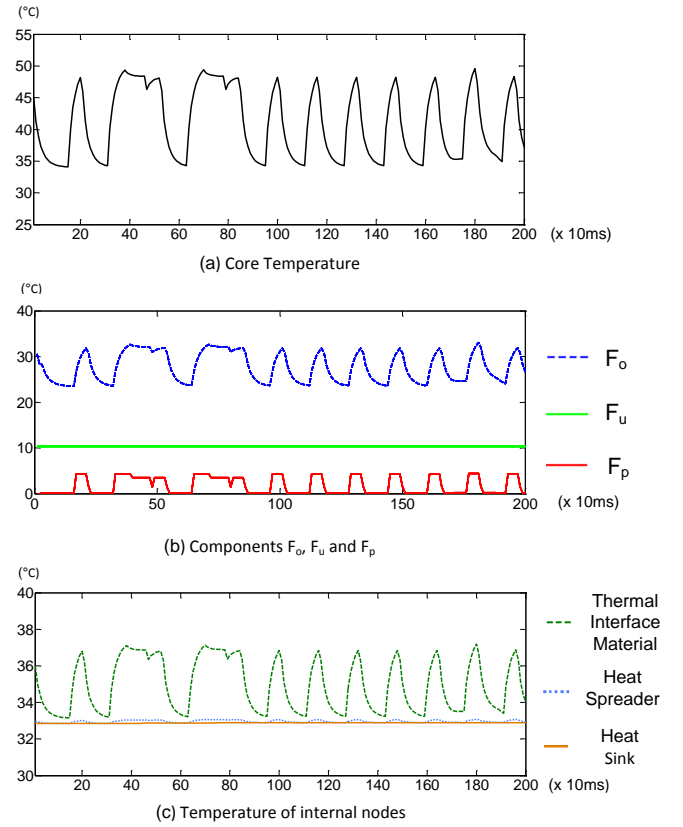 (°C)
55
50
45
40
35
30
25
20 40 60 80 100 120 140 160 180 200 (x 10ms)
(a) Core Temperature
(°C)
40
30
20
10
0
0 50 100 150 200
(x 10ms)
F_o
F_u
F_p
(b) Components F_o, F_u and F_p
(°C)
40
38
36
34
32
30
20 40 60 80 100 120 140 160 180 200
(x 10ms)
Thermal
Interface
Material
Heat
Spreader
Heat
Sink
(c) Temperature of internal nodes